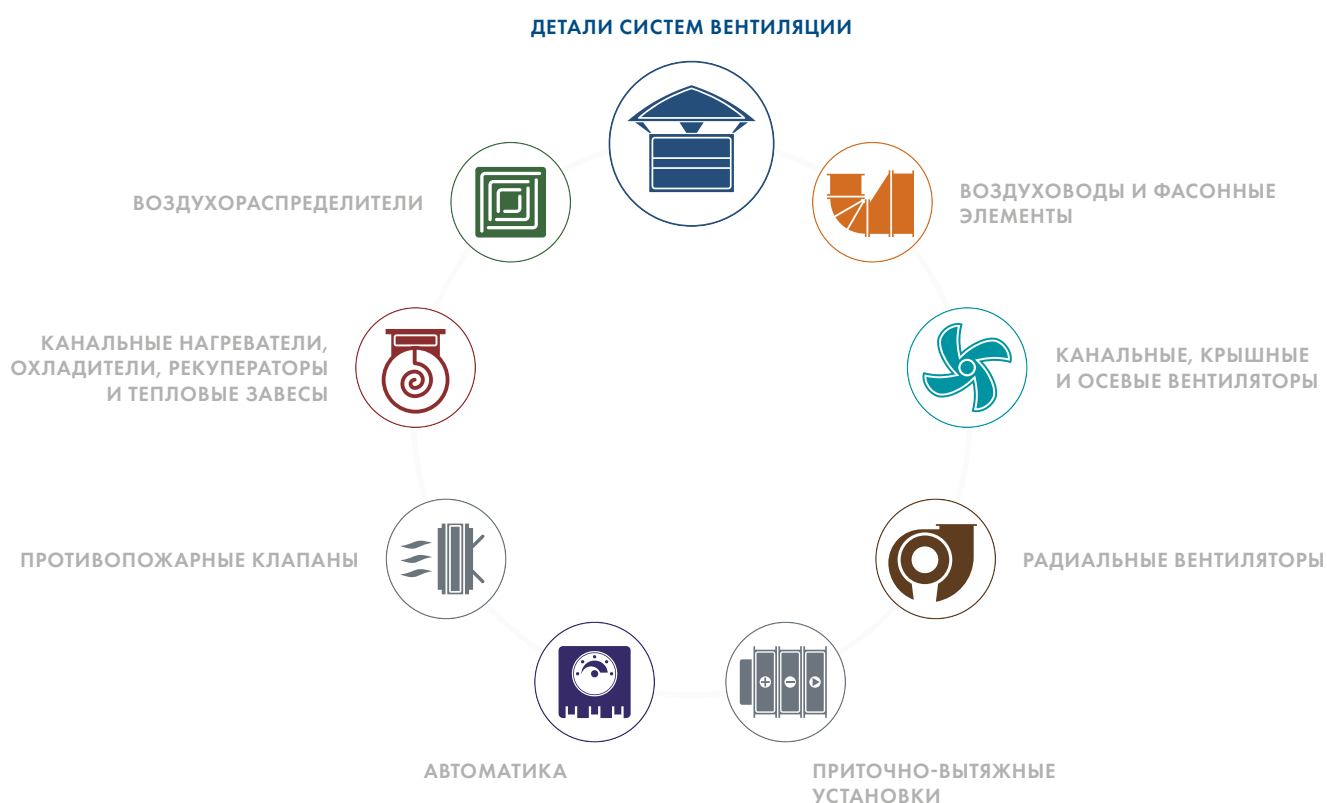 ДЕТАЛИ СИСТЕМ ВЕНТИЛЯЦИИ
ВОЗДУХОРАСПРЕДЕЛИТЕЛИ
ВОЗДУХОВОДЫ И ФАСОННЫЕ
ЭЛЕМЕНТЫ
КАНАЛЬНЫЕ НАГРЕВАТЕЛИ,
ОХЛАДИТЕЛИ, РЕКУПЕРАТОРЫ
И ТЕПЛОВЫЕ ЗАВЕСЫ
КАНАЛЬНЫЕ, КРЫШНЫЕ
И ОСЕВЫЕ ВЕНТИЛЯТОРЫ
ПРОТИВОПОЖАРНЫЕ КЛАПАНЫ
РАДИАЛЬНЫЕ ВЕНТИЛЯТОРЫ
АВТОМАТИКА
ПРИТОЧНО-ВЫТЯЖНЫЕ
УСТАНОВКИ